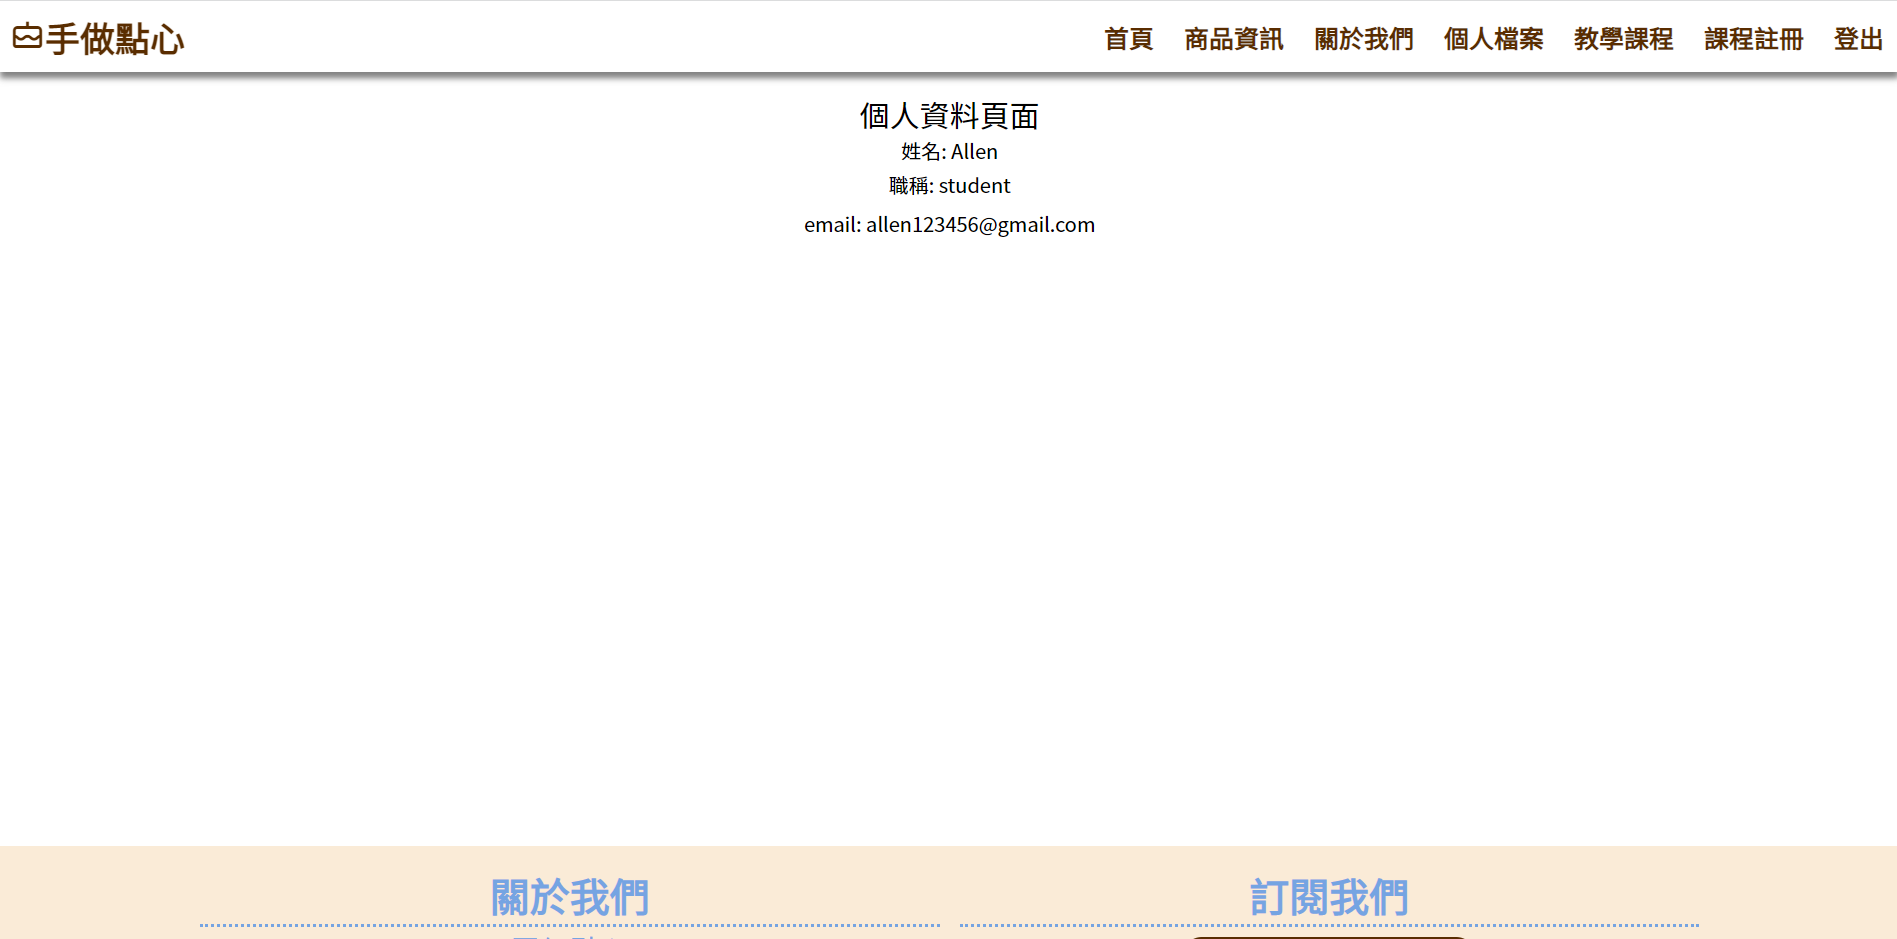 手做點心
首頁 商品資訊 關於我們 個人檔案 教學課程 課程註冊 登出
個人資料頁面
姓名: Allen
職稱: student
email: allen123456@gmail.com
關於我們
訂閱我們